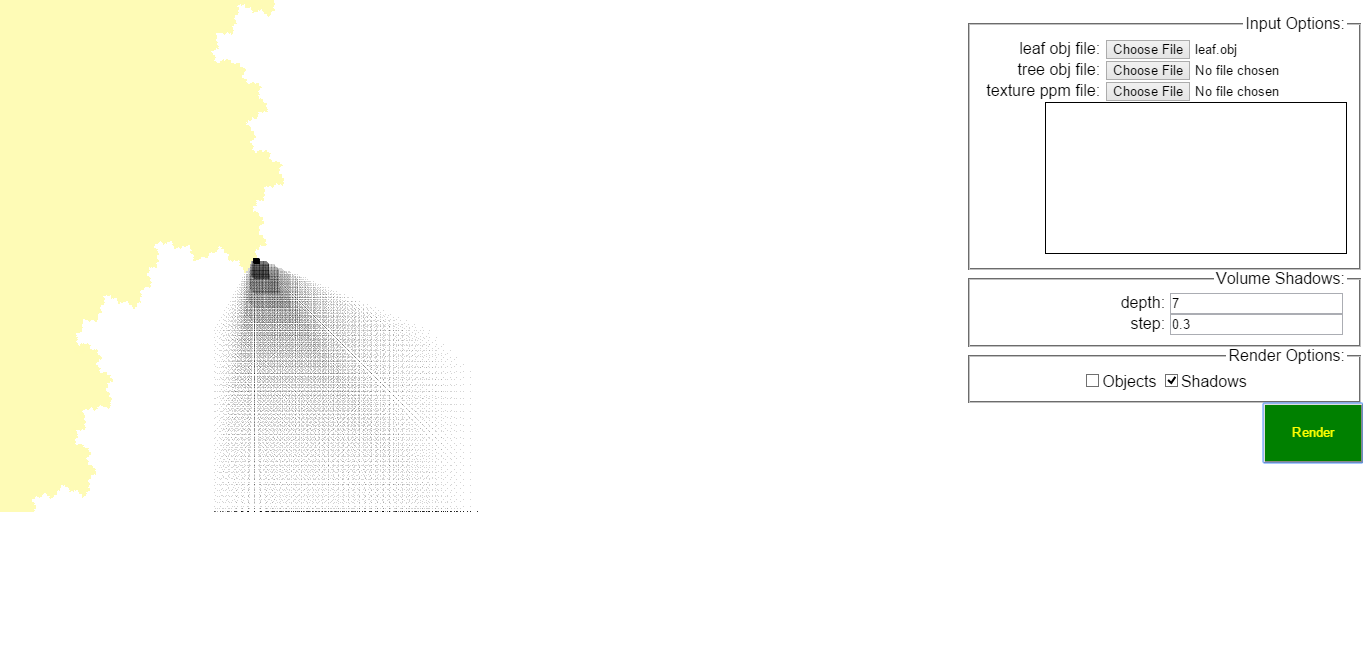 Input Options:
leaf obj file: Choose File leaf.obj
tree obj file: Choose File No file chosen
texture ppm file: Choose File No file chosen
Volume Shadows:
depth: 7
step: 0.3
Render Options:
Objects Shadows
Render